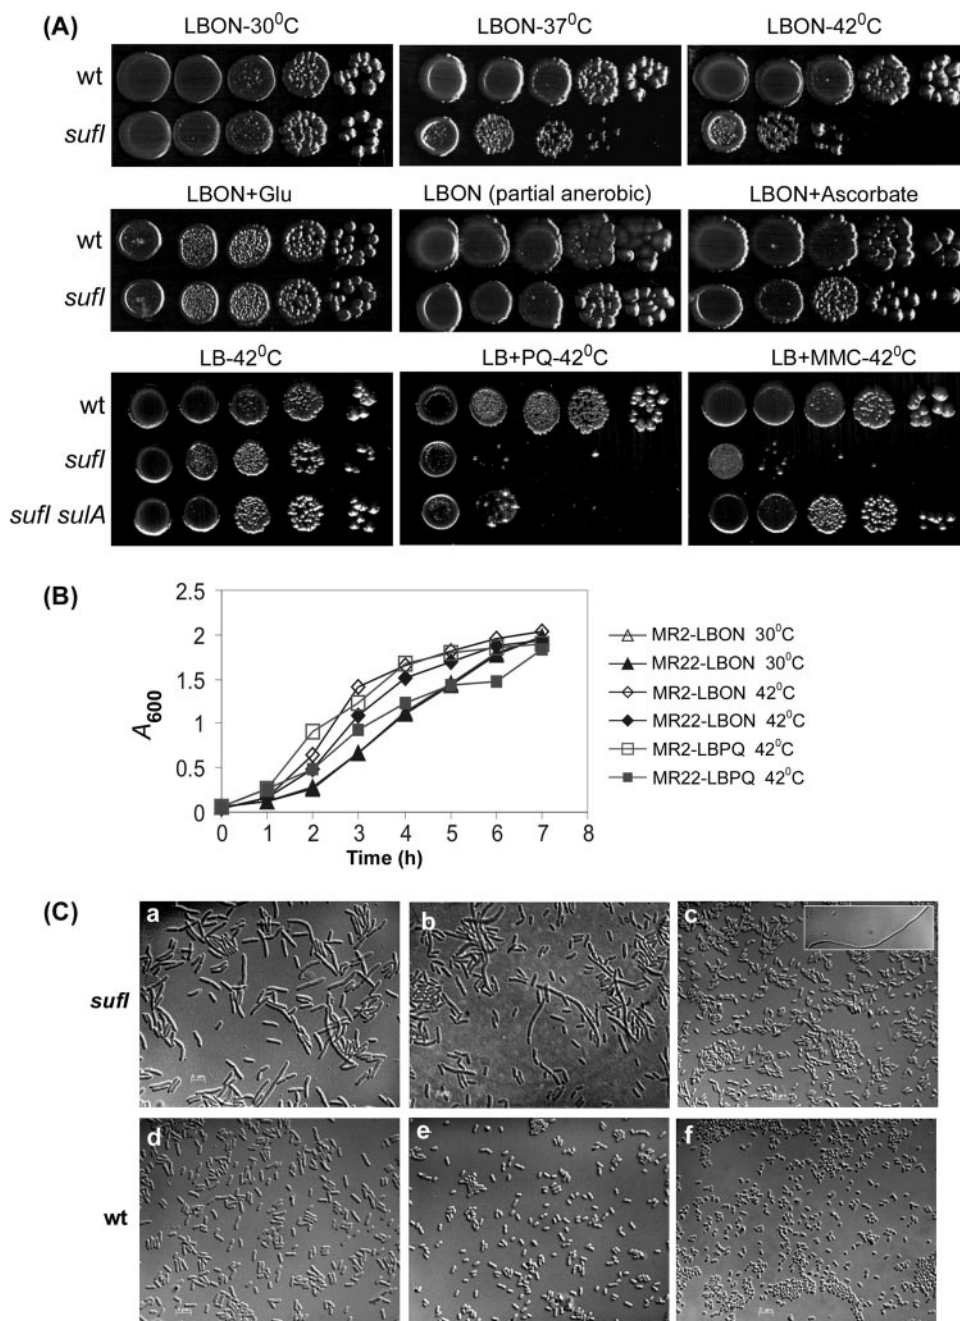 (A)
LBON-30⁰C LBON-37⁰C LBON-42⁰C
wt
sufI
LBON+Glu LBON (partial anerobic) LBON+Ascorbate
wt
sufI
LB-42⁰C LB+PQ-42⁰C LB+MMC-42⁰C
wt
sufI
sufI sulA
(B)
2.5
2
1.5
1
0.5
0
A600
0 1 2 3 4 5 6 7 8
Time (h)
MR2-LBON 30⁰C
MR22-LBON 30⁰C
MR2-LBON 42⁰C
MR22-LBON 42⁰C
MR2-LBPQ 42⁰C
MR22-LBPQ 42⁰C
(C)
a b c
sufI
d e f
wt